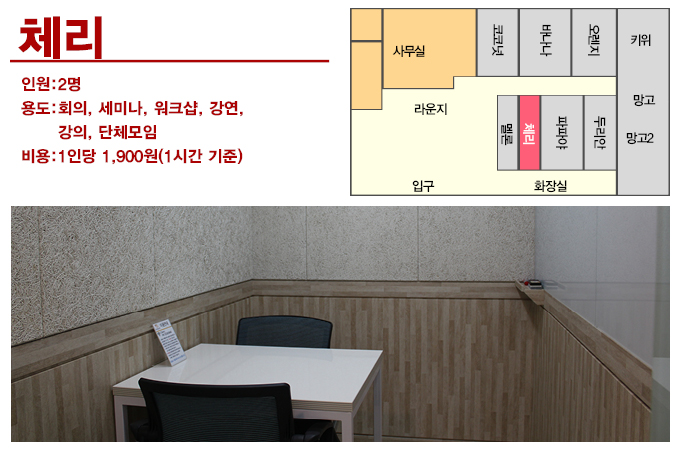 체리
인원:2명
용도:회의, 세미나, 워크샵, 강연,
강의, 단체모임
비용:1인당 1,900원(1시간 기준)
사무실
코코넛
바나나
오렌지
키위
라운지
망고
멜론
체리
파파야
두리안
망고2
입구
화장실